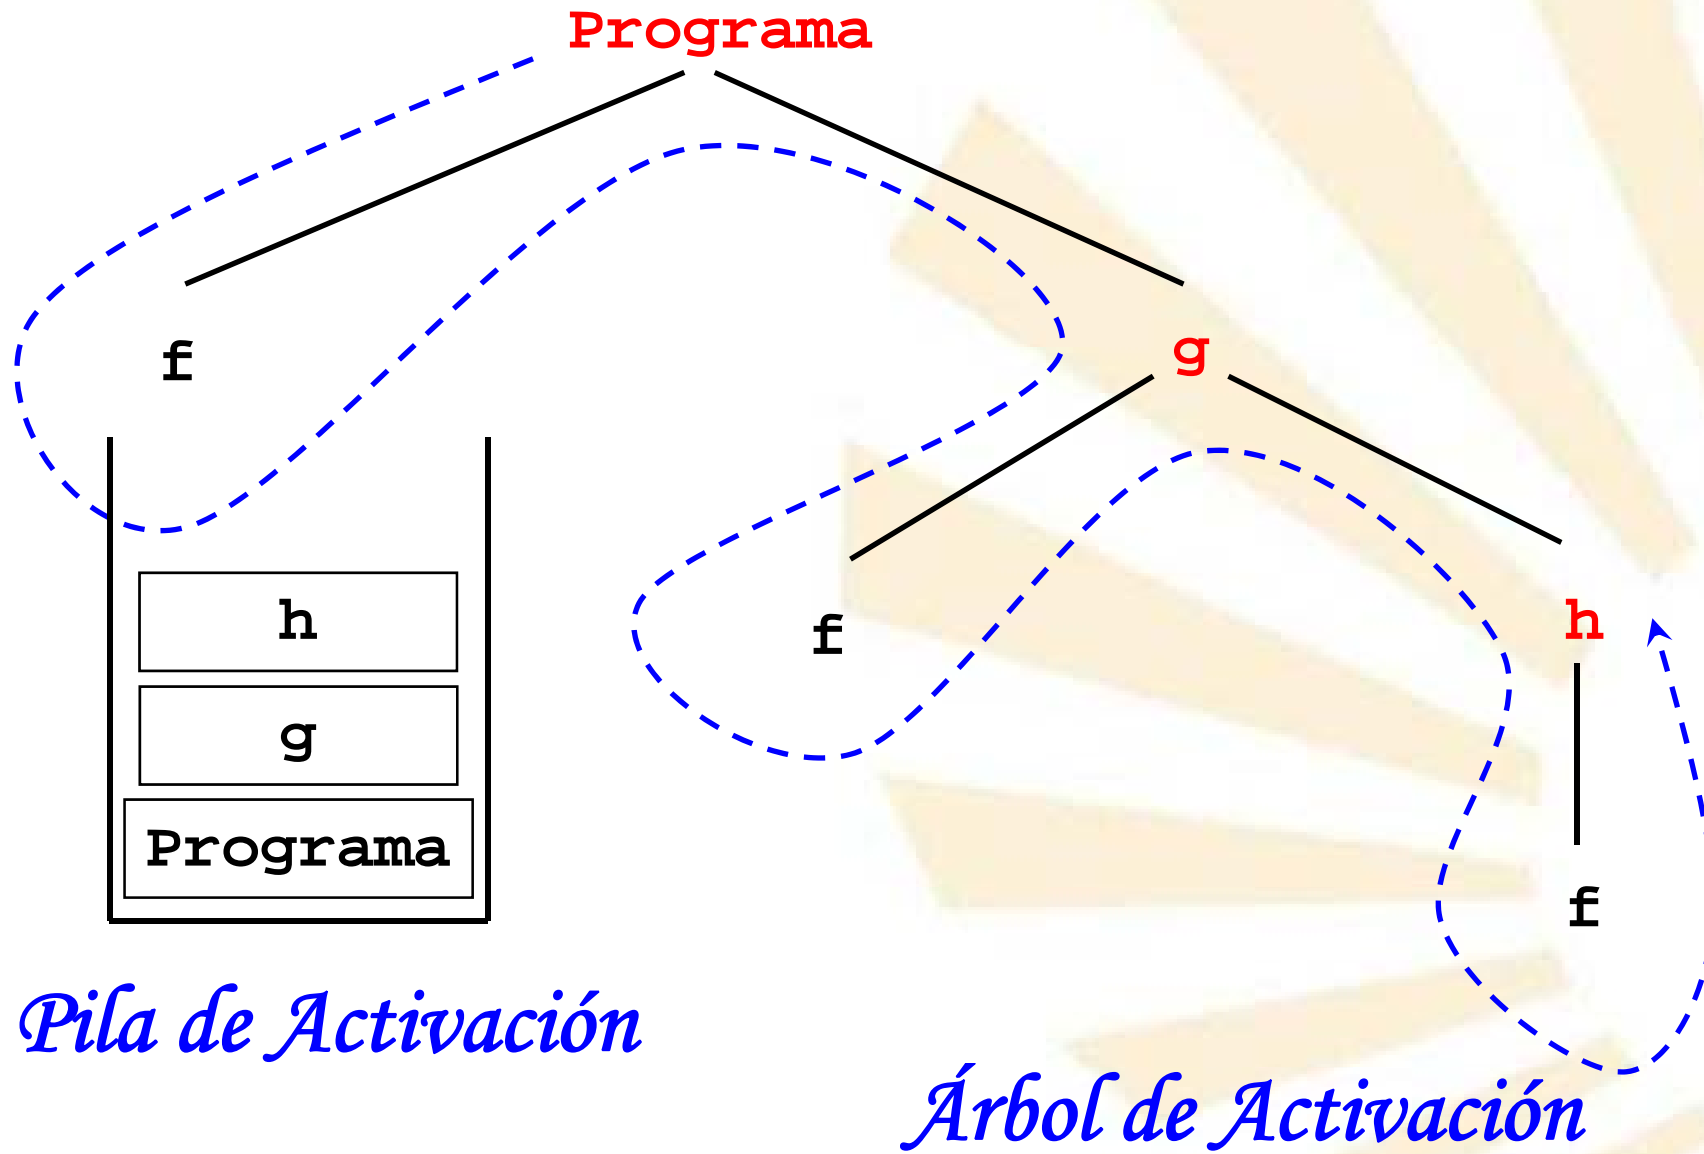 Programa
f
g
f
h
h
g
Programa
f
Pila de Activación
Árbol de Activación